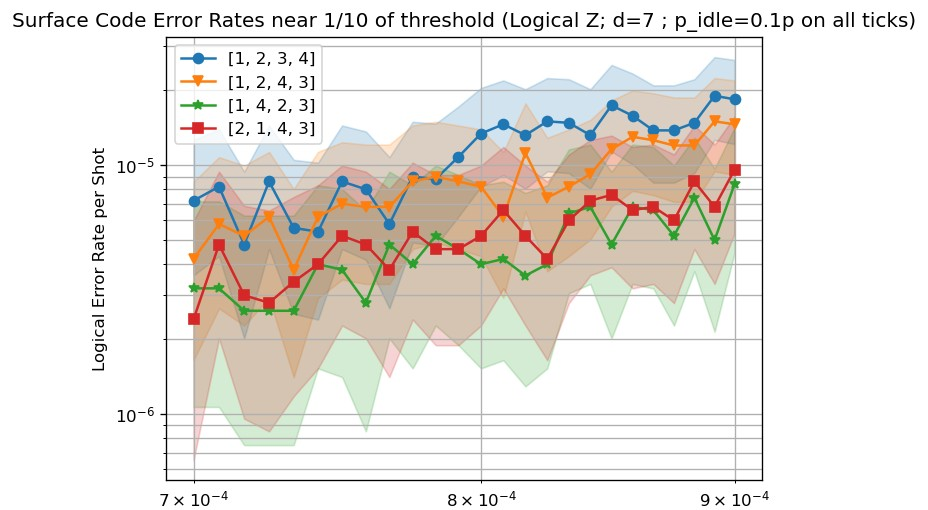 Surface Code Error Rates near 1/10 of threshold (Logical Z; d=7 ; p_idle=0.1p on all ticks)
[1, 2, 3, 4]
[1, 2, 4, 3]
[1, 4, 2, 3]
[2, 1, 4, 3]
Logical Error Rate per Shot
10⁻⁵
10⁻⁶
7 × 10⁻⁴
8 × 10⁻⁴
9 × 10⁻⁴